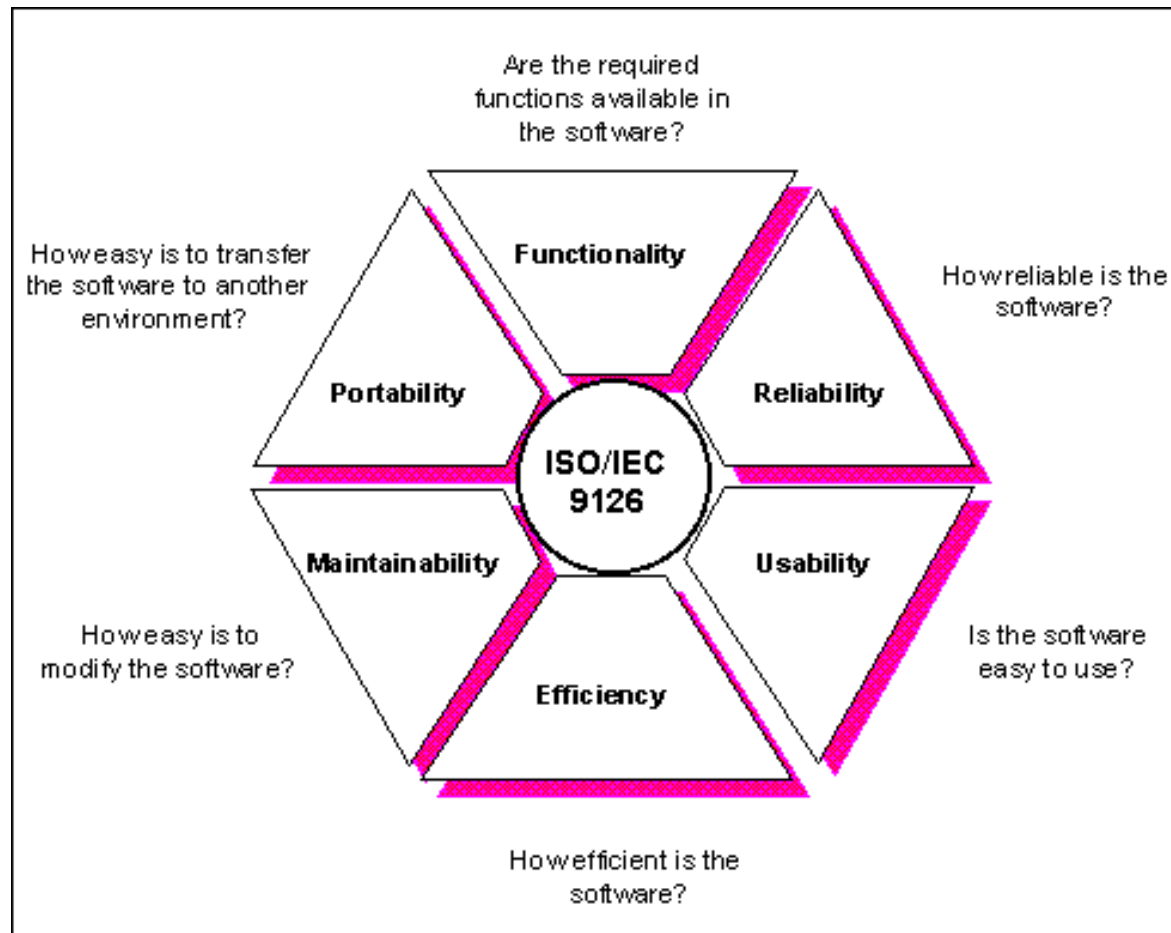 Are the required
functions available in
the software?
Functionality
How easy is to transfer
the software to another
environment?
How reliable is the
software?
Portability
Reliability
ISO/IEC
9126
Maintainability
Usability
How easy is to
modify the software?
Is the software
easy to use?
Efficiency
How efficient is the
software?